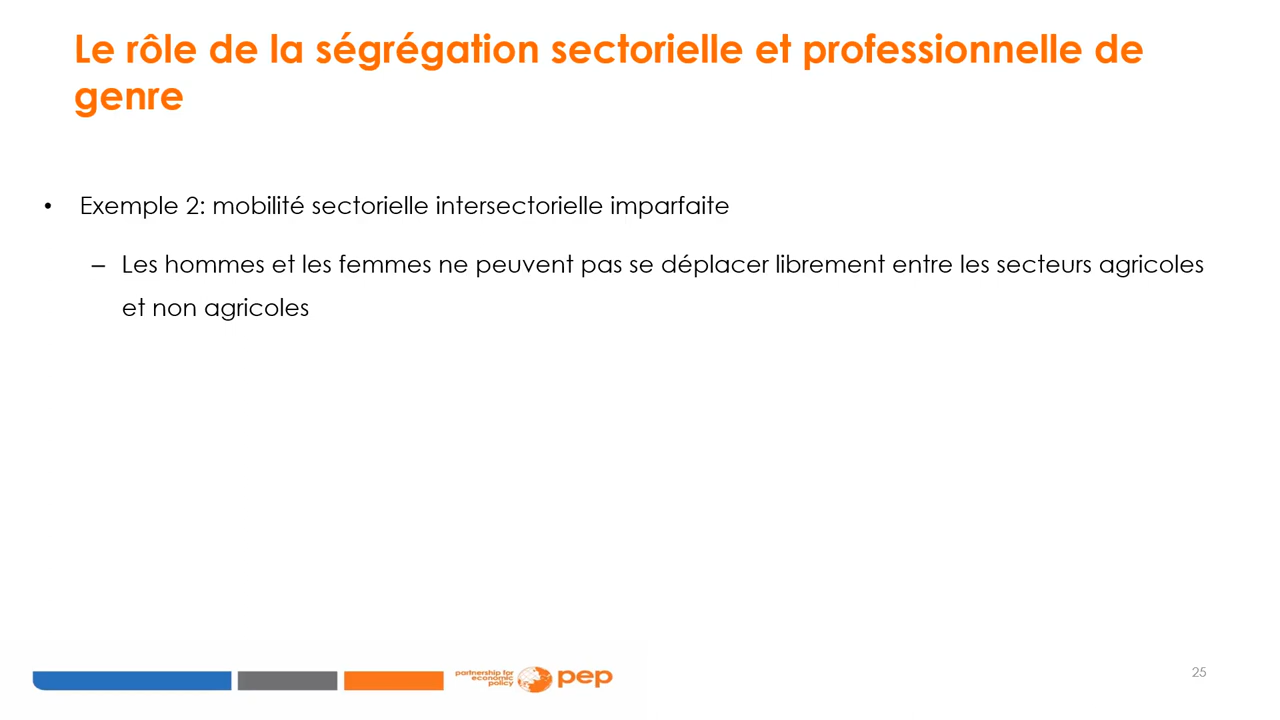 Le rôle de la ségrégation sectorielle et professionnelle de
genre
• Exemple 2: mobilité sectorielle intersectorielle imparfaite
– Les hommes et les femmes ne peuvent pas se déplacer librement entre les secteurs agricoles
et non agricoles
partnership for
economic
policy
pep
25